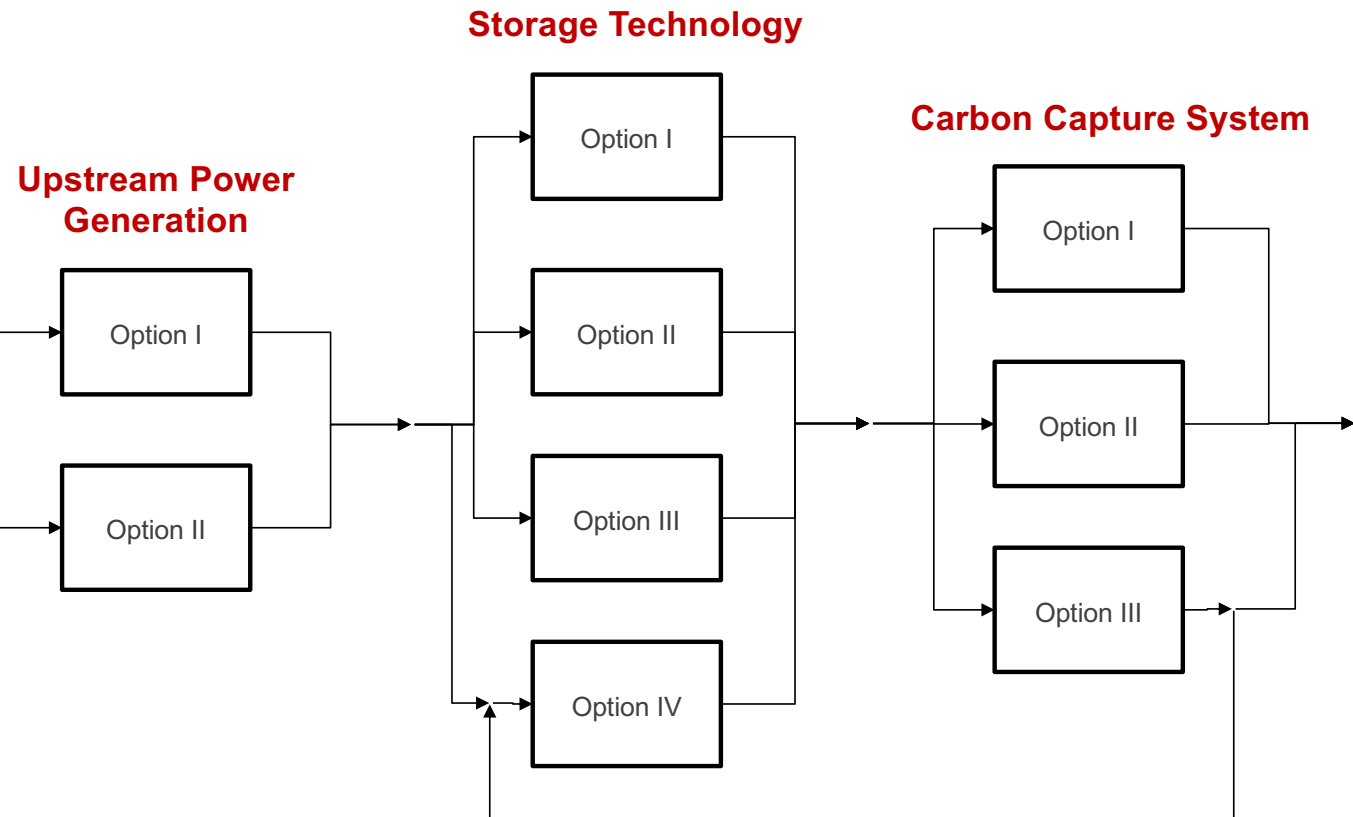 Storage Technology
Carbon Capture System
Upstream Power
Generation
Option I
Option II
Option I
Option II
Option III
Option IV
Option I
Option II
Option III